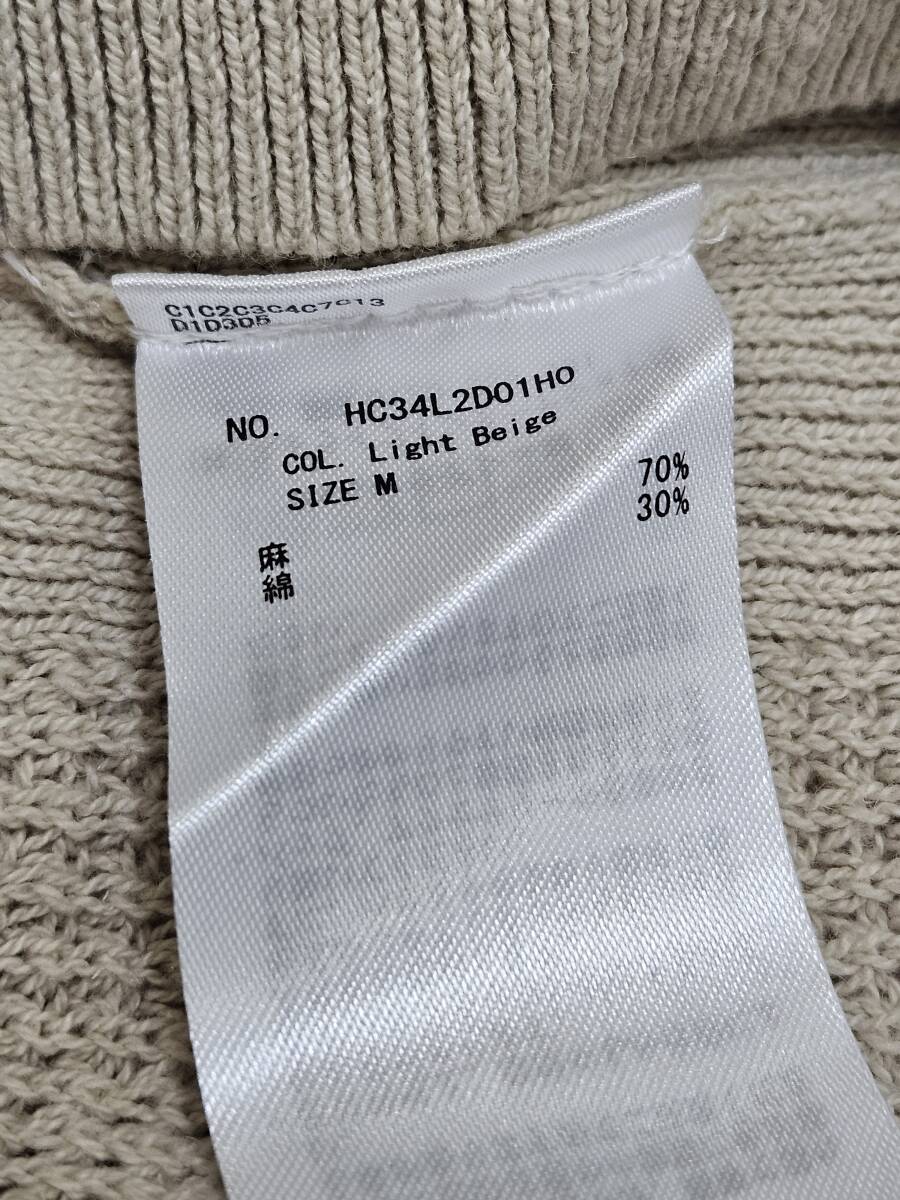 C1C2C3C4C7C13
D1D3D5
NO. HC34L2D01HO
COL. Light Beige
SIZE M
麻 70%
綿 30%